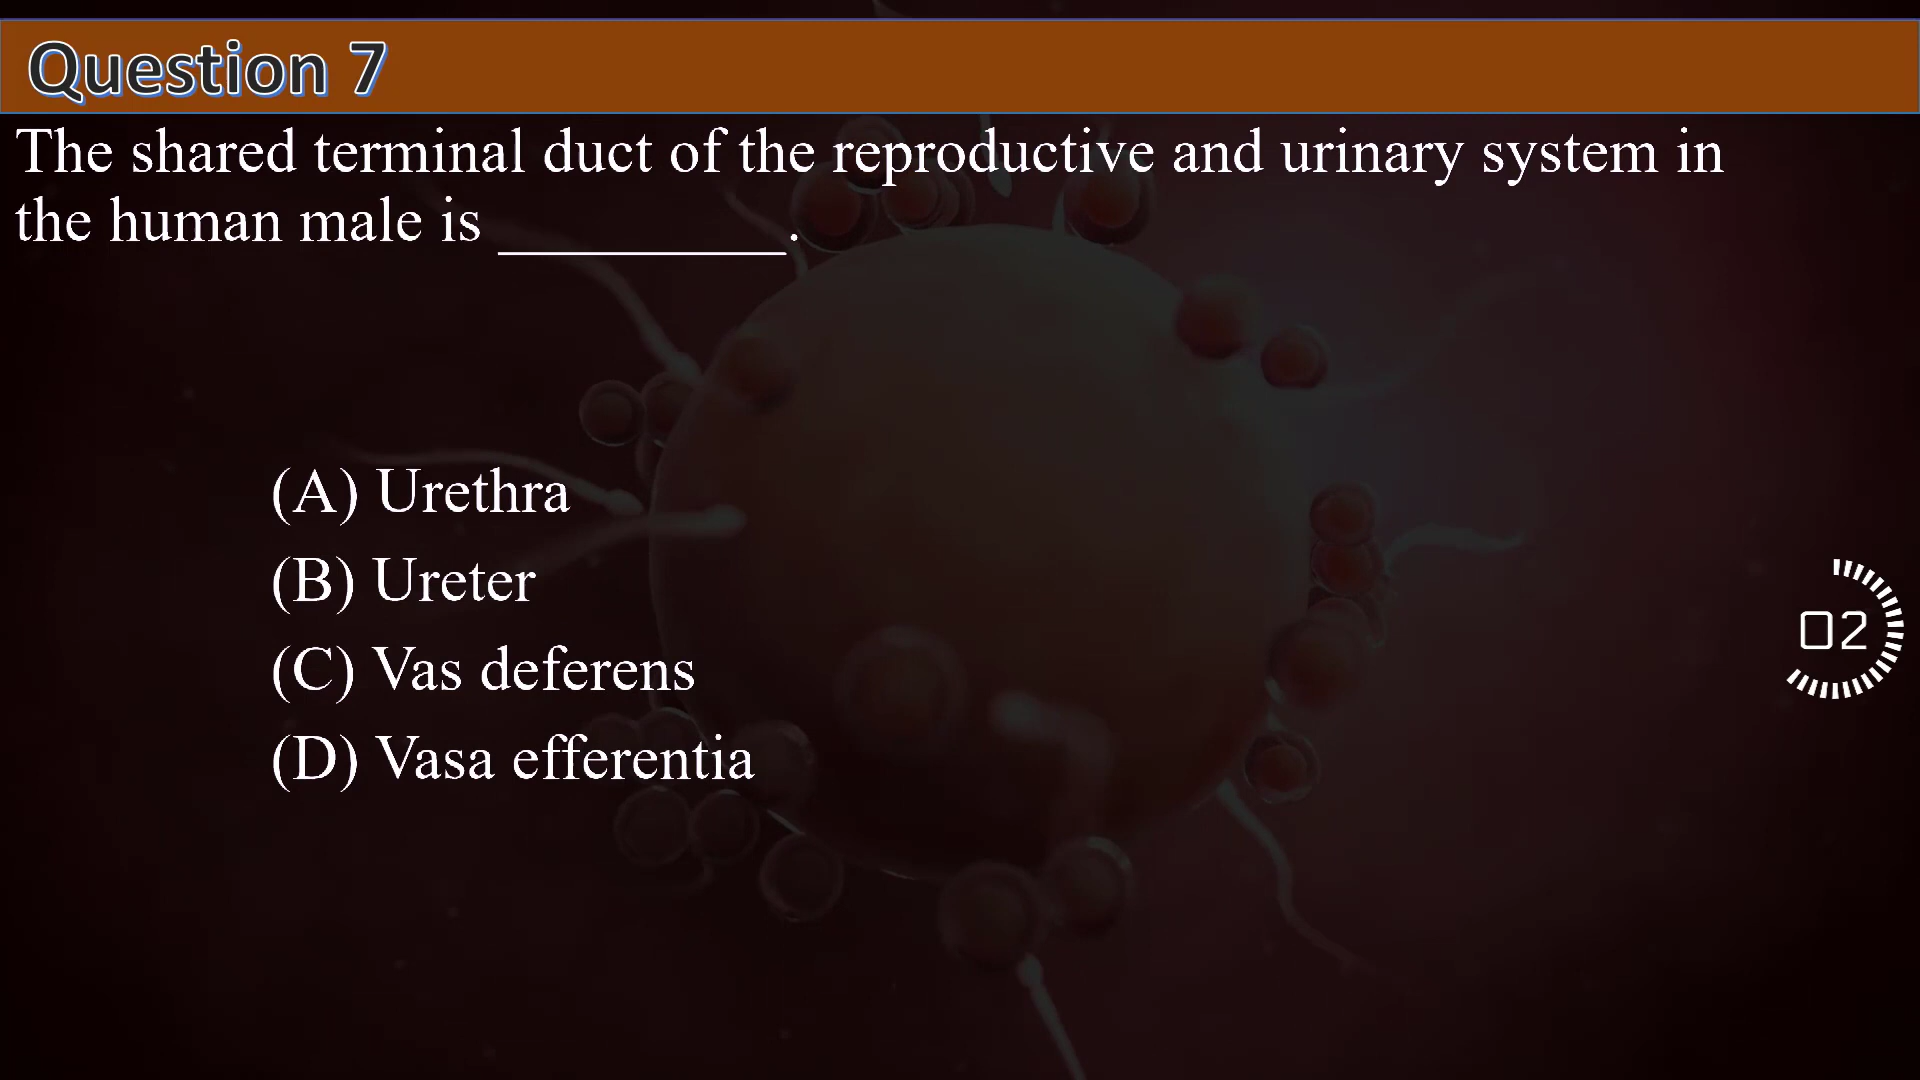 Question 7
The shared terminal duct of the reproductive and urinary system in
the human male is _________.
(A) Urethra
(B) Ureter
02
(C) Vas deferens
(D) Vasa efferentia